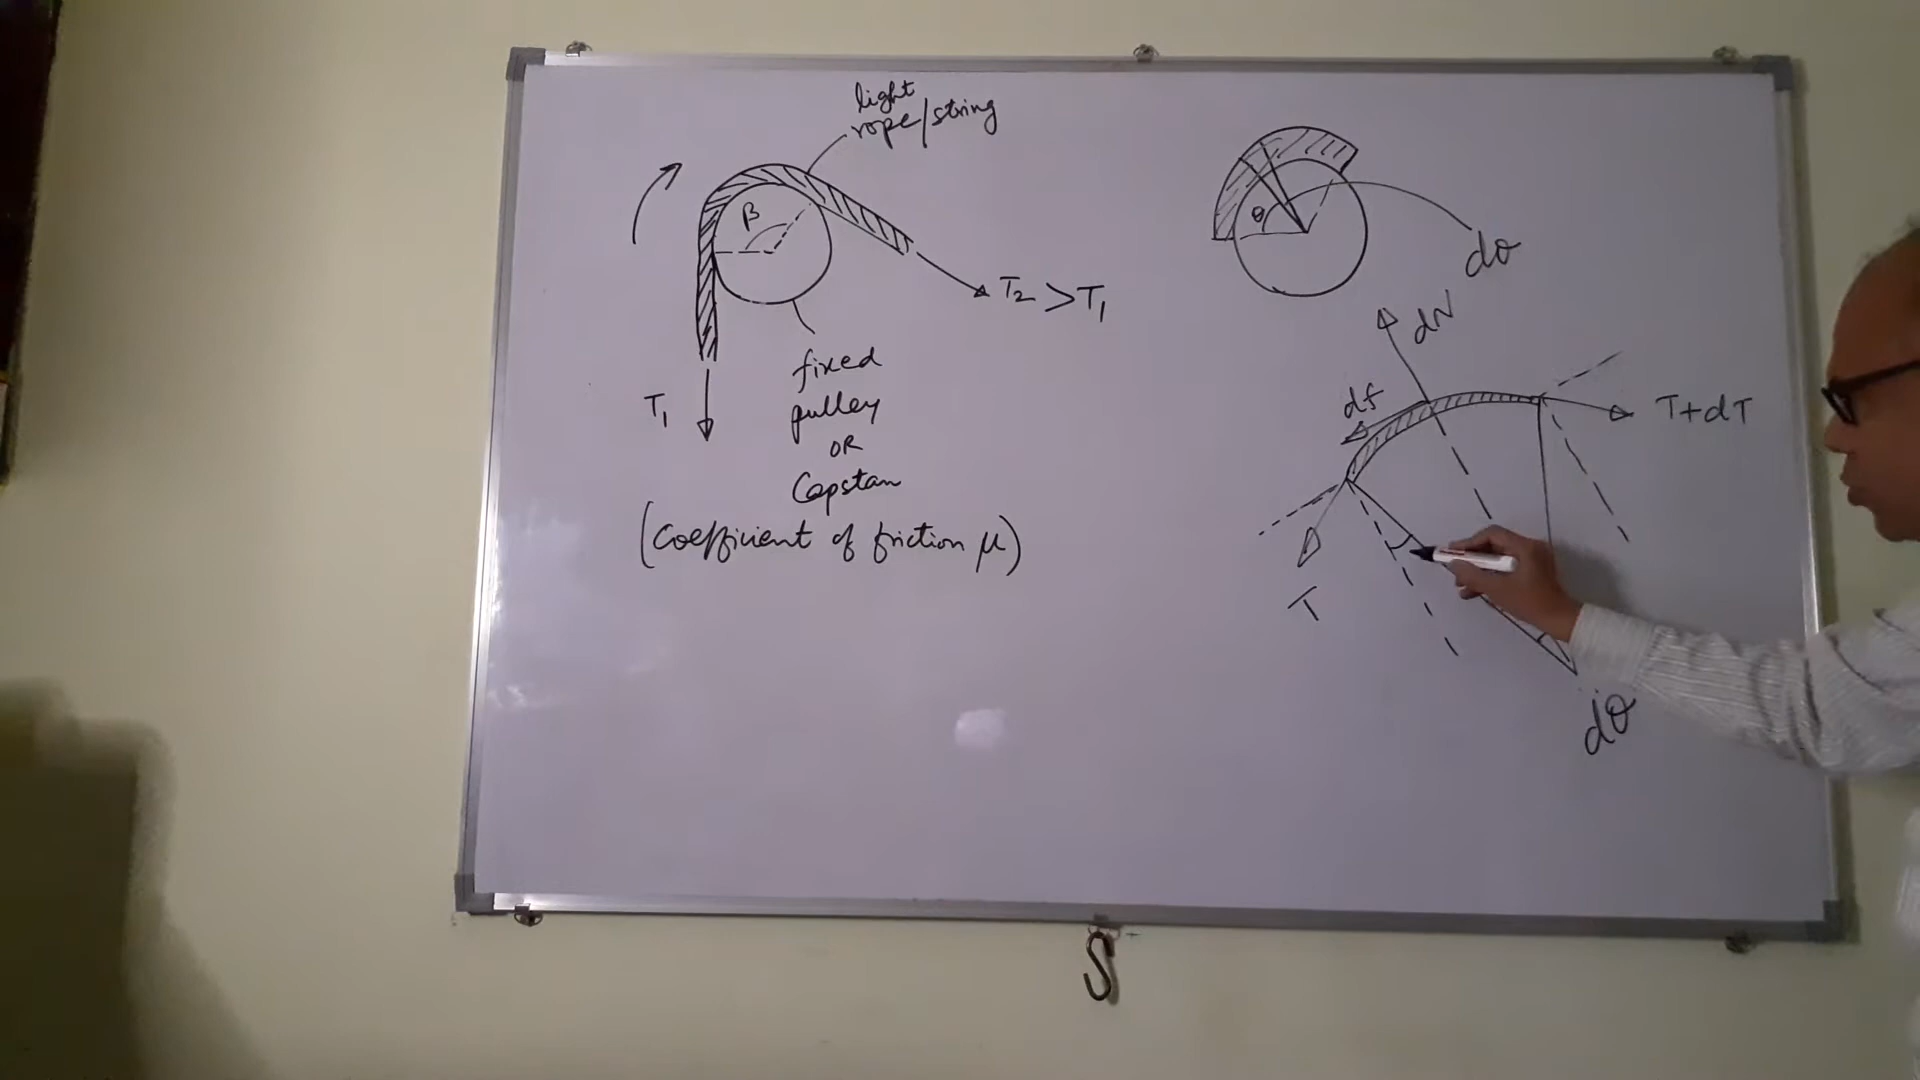 light
rope/string
β
T₂ > T₁
T₁
fixed
pulley
OR
Capstan
(Coefficient of friction μ)
θ
dθ
dN
df
T+dT
T
dθ